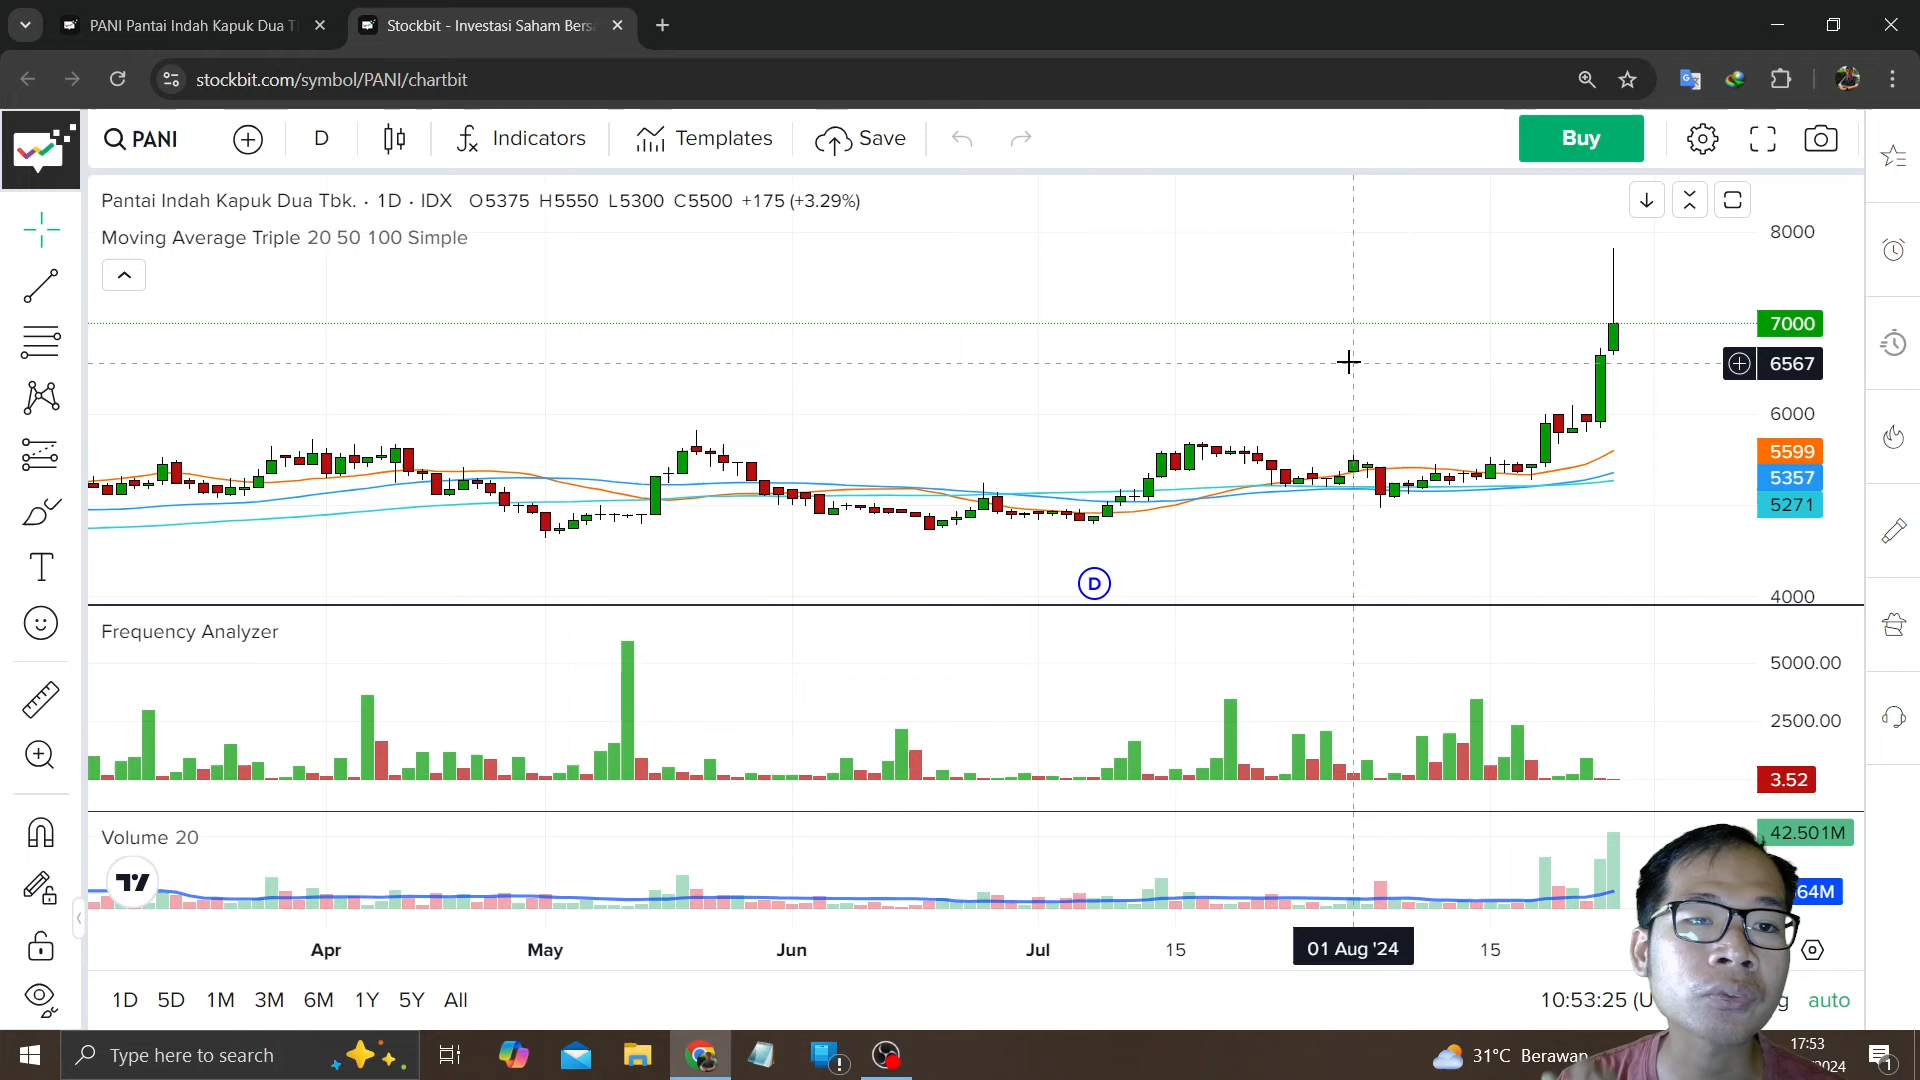 PANI Pantai Indah Kapuk Dua T
Stockbit - Investasi Saham Bers
stockbit.com/symbol/PANI/chartbit
PANI
D
Indicators
Templates
Save
Buy
Pantai Indah Kapuk Dua Tbk. · 1D · IDX O5375 H5550 L5300 C5500 +175 (+3.29%)
Moving Average Triple 20 50 100 Simple
8000
7000
6567
6000
5599
5357
5271
4000
D
Frequency Analyzer
5000.00
2500.00
3.52
Volume 20
42.501M
64M
Apr
May
Jun
Jul
15
01 Aug '24
15
1D
5D
1M
3M
6M
1Y
5Y
All
10:53:25 (U
g
auto
Type here to search
31°C Berawan
17:53
2024
1